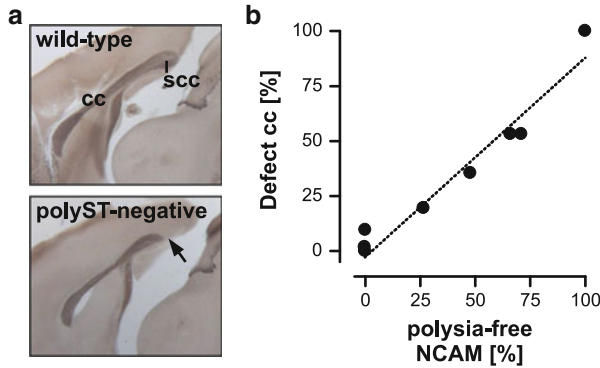 a
wild-type
scc
cc
polyST-negative
b
Defect cc [%]
100
75
50
25
0
0 25 50 75 100
polysia-free
NCAM [%]